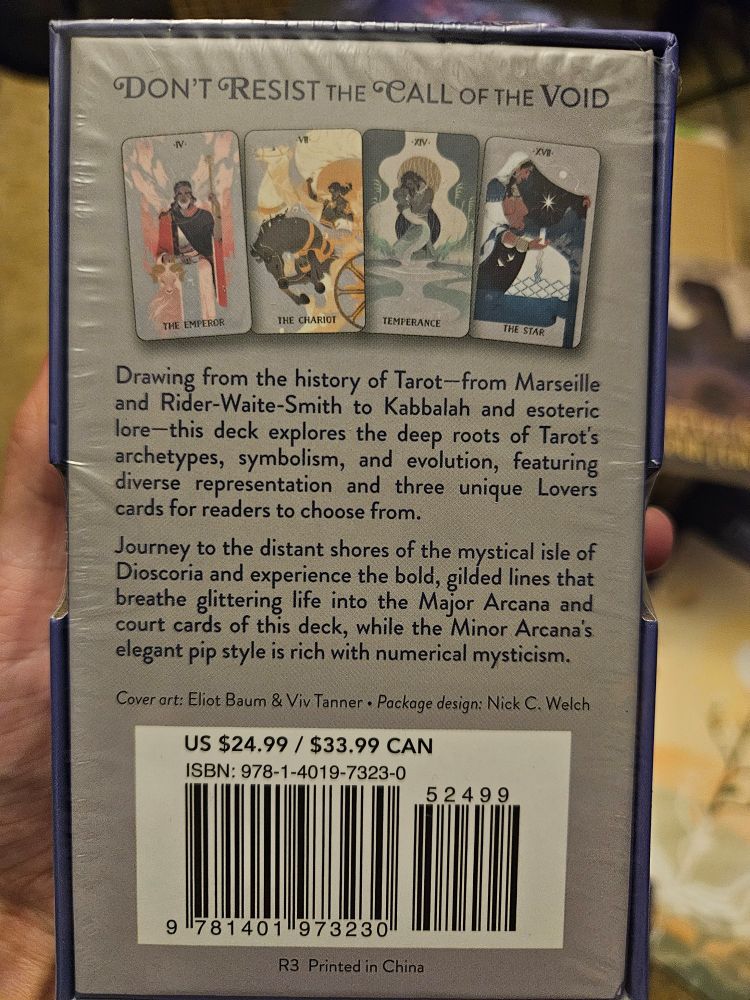 DON'T RESIST THE CALL OF THE VOID
·IV·
THE EMPEROR
·VII·
THE CHARIOT
·XIV·
TEMPERANCE
·XVII·
THE STAR
Drawing from the history of Tarot—from Marseille
and Rider-Waite-Smith to Kabbalah and esoteric
lore—this deck explores the deep roots of Tarot's
archetypes, symbolism, and evolution, featuring
diverse representation and three unique Lovers
cards for readers to choose from.
Journey to the distant shores of the mystical isle of
Dioscoria and experience the bold, gilded lines that
breathe glittering life into the Major Arcana and
court cards of this deck, while the Minor Arcana's
elegant pip style is rich with numerical mysticism.
Cover art: Eliot Baum & Viv Tanner • Package design: Nick C. Welch
US $24.99 / $33.99 CAN
ISBN: 978-1-4019-7323-0
52499
9 781401 973230
R3 Printed in China